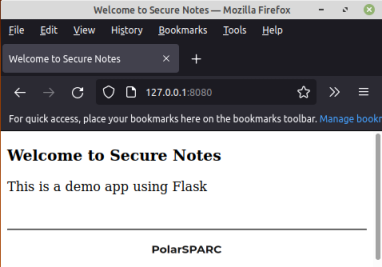 Welcome to Secure Notes — Mozilla Firefox
File Edit View History Bookmarks Tools Help
Welcome to Secure Notes
127.0.0.1:8080
For quick access, place your bookmarks here on the bookmarks toolbar. Manage bookr
Welcome to Secure Notes
This is a demo app using Flask
PolarSPARC